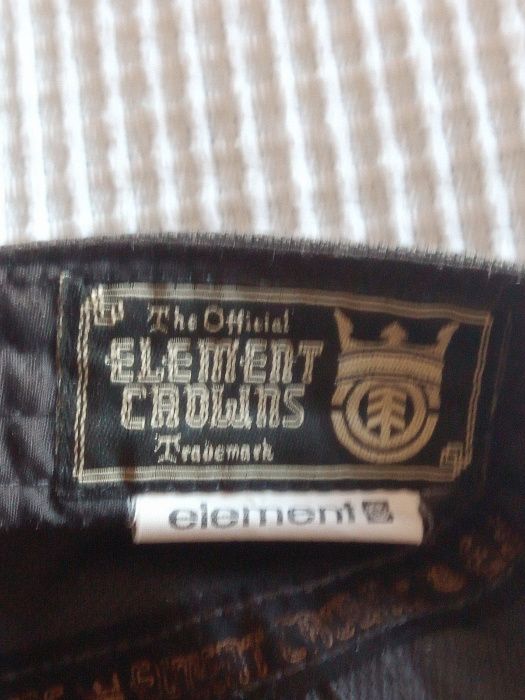 The Official
ELEMENT
CROWNS
Trademark
element